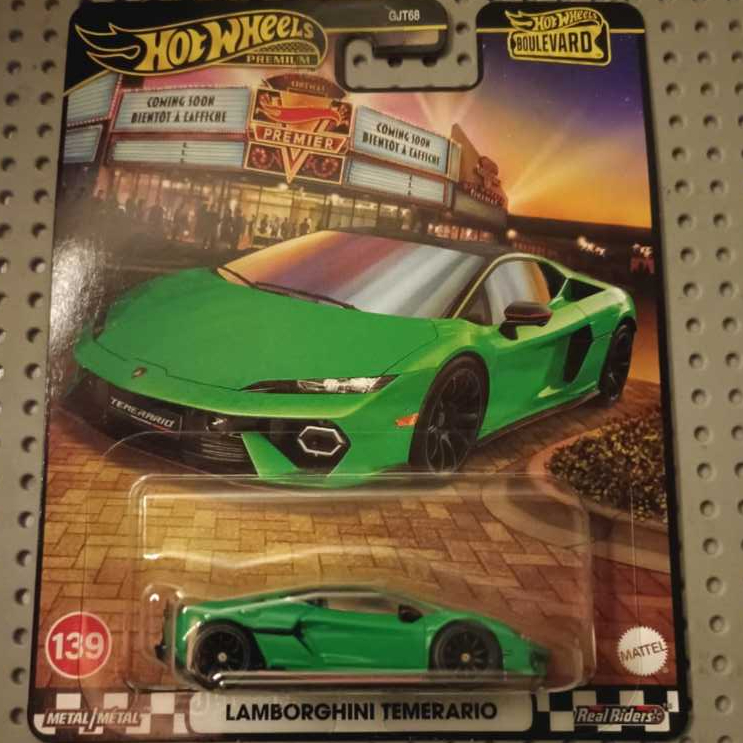 GJT68
HOT WHEELS
PREMIUM
HOT WHEELS
BOULEVARD
COMING SOON
BIENTÔT À L'AFFICHE
PREMIER
COMING SOON
BIENTÔT À L'AFFICHE
TEMERARIO
139
MATTEL
METAL/MÉTAL
LAMBORGHINI TEMERARIO
Real Riders